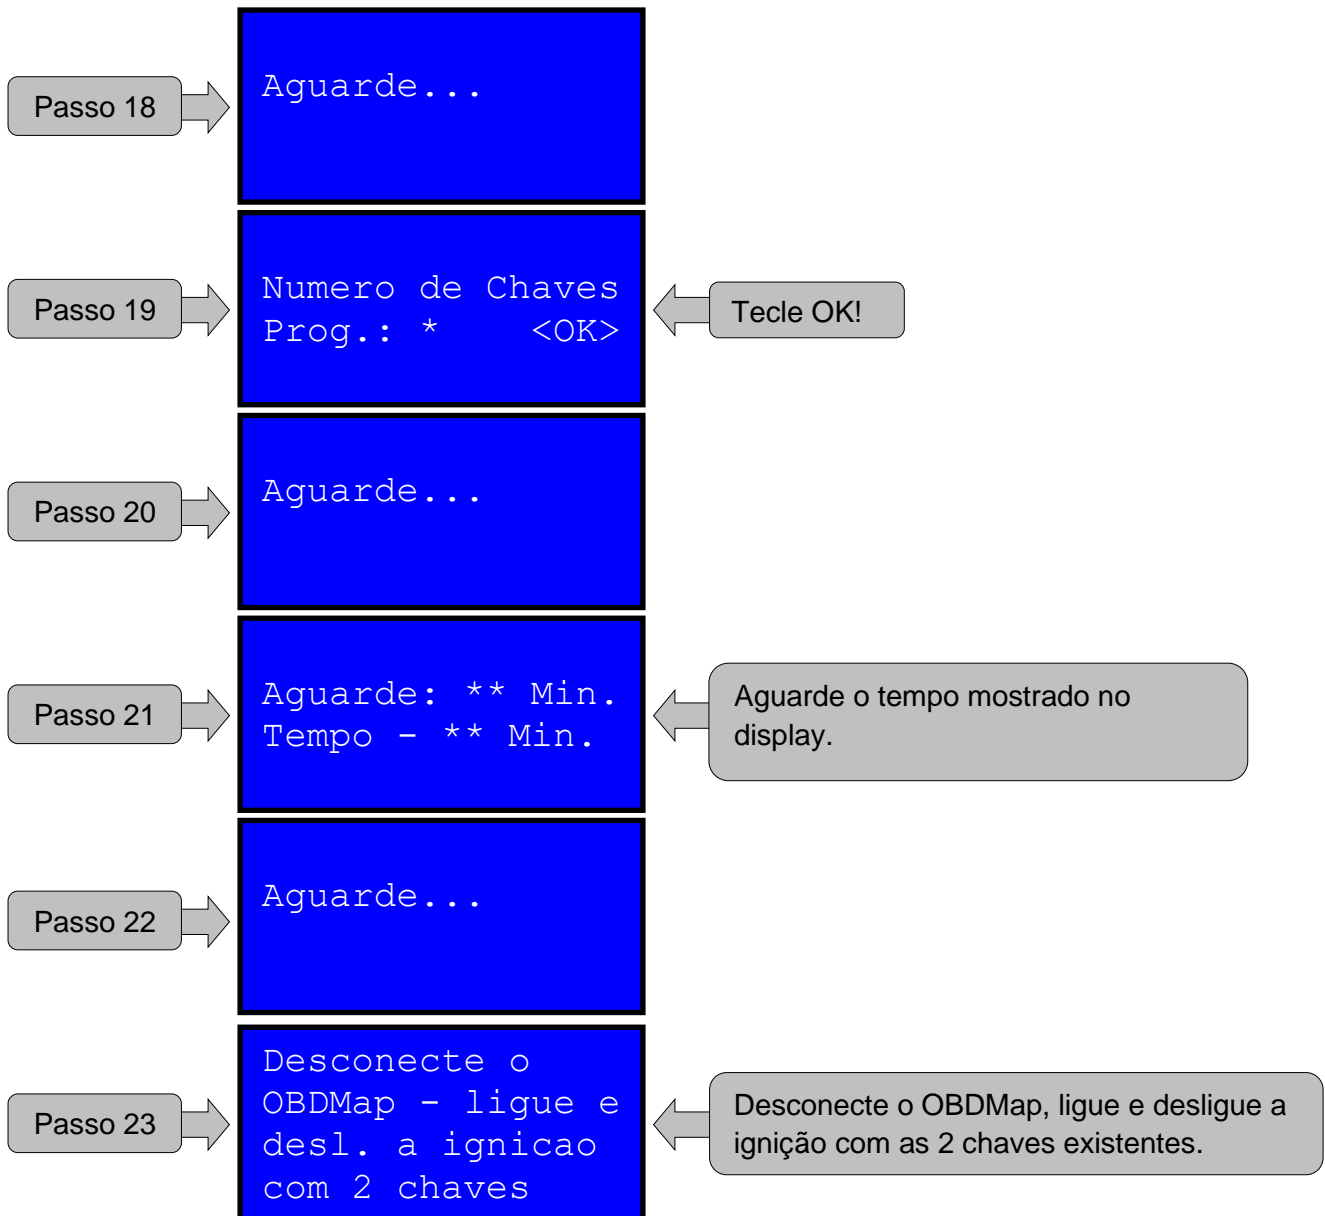 Passo 18
Aguarde...
Passo 19
Numero de Chaves
Prog.: * <OK>
Tecle OK!
Passo 20
Aguarde...
Passo 21
Aguarde: ** Min.
Tempo - ** Min.
Aguarde o tempo mostrado no
display.
Passo 22
Aguarde...
Passo 23
Desconecte o
OBDMap - ligue e
desl. a ignicao
com 2 chaves
Desconecte o OBDMap, ligue e desligue a
ignição com as 2 chaves existentes.